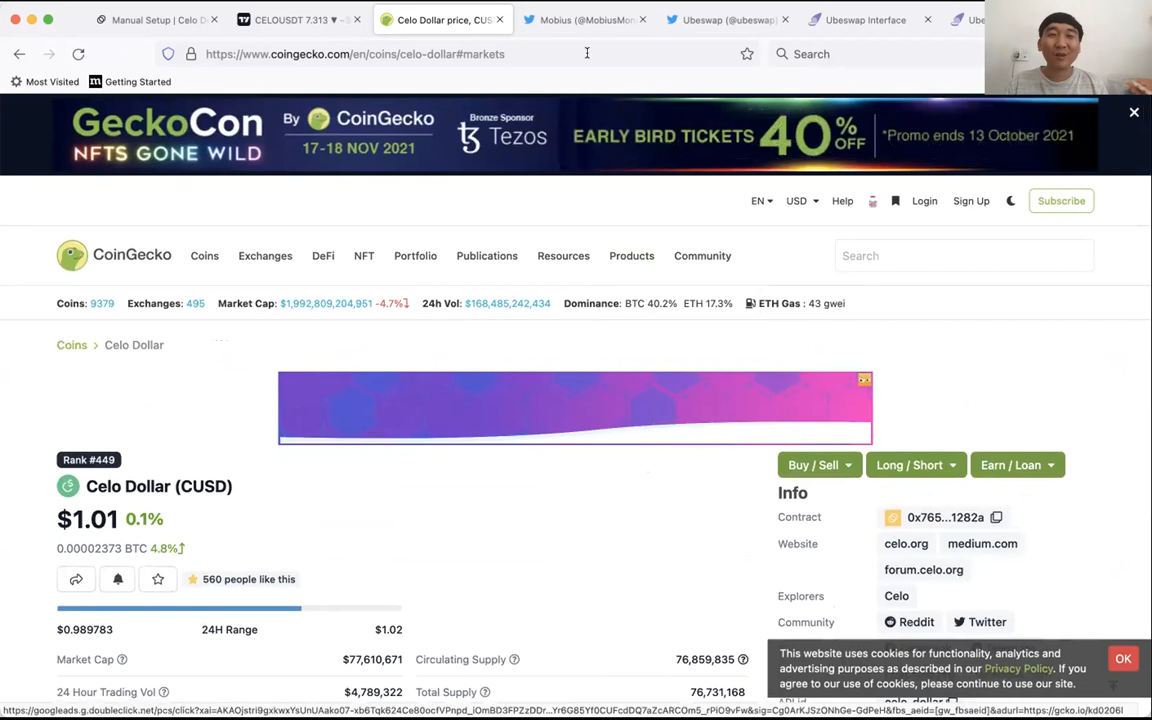 Manual Setup | Celo D
CELOUSDT 7.313 ▼ −3
Celo Dollar price, CUS
Mobius (@MobiusMon
Ubeswap (@ubeswap)
Ubeswap Interface
Ube
https://www.coingecko.com/en/coins/celo-dollar#markets
Search
Most Visited
Getting Started
GeckoCon
NFTS GONE WILD
By CoinGecko
17-18 NOV 2021
Bronze Sponsor
Tezos
EARLY BIRD TICKETS 40% OFF
*Promo ends 13 October 2021
EN
USD
Help
Login
Sign Up
Subscribe
CoinGecko
Coins
Exchanges
DeFi
NFT
Portfolio
Publications
Resources
Products
Community
Search
Coins: 9379
Exchanges: 495
Market Cap: $1,992,809,204,951 -4.7%
24h Vol: $168,485,242,434
Dominance: BTC 40.2% ETH 17.3%
ETH Gas : 43 gwei
Coins > Celo Dollar
Rank #449
Celo Dollar (CUSD)
$1.01 0.1%
0.00002373 BTC 4.8%
560 people like this
$0.989783
24H Range
$1.02
Market Cap
$77,610,671
Circulating Supply
76,859,835
24 Hour Trading Vol
$4,789,322
Total Supply
76,731,168
Buy / Sell
Long / Short
Earn / Loan
Info
Contract
0x765...1282a
Website
celo.org
medium.com
forum.celo.org
Explorers
Celo
Community
Reddit
Twitter
This website uses cookies for functionality, analytics and
advertising purposes as described in our Privacy Policy. If you
agree to our use of cookies, please continue to use our site.
OK